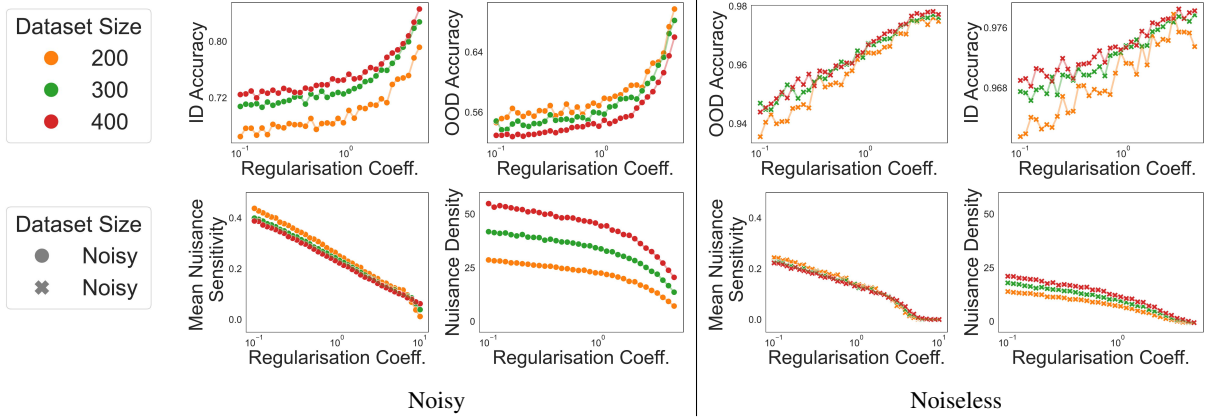 Dataset Size
200
300
400
Dataset Size
Noisy
Noisy
ID Accuracy
0.80
0.72
10⁻¹
10⁰
Regularisation Coeff.
OOD Accuracy
0.64
0.56
10⁻¹
10⁰
Regularisation Coeff.
OOD Accuracy
0.98
0.96
0.94
10⁻¹
10⁰
Regularisation Coeff.
ID Accuracy
0.976
0.968
10⁻¹
10⁰
Regularisation Coeff.
Mean Nuisance
Sensitivity
0.4
0.2
0.0
10⁻¹
10⁰
10¹
Regularisation Coeff.
Nuisance Density
50
25
0
10⁻¹
10⁰
Regularisation Coeff.
Mean Nuisance
Sensitivity
0.4
0.2
0.0
10⁻¹
10⁰
10¹
Regularisation Coeff.
Nuisance Density
50
25
0
10⁻¹
10⁰
Regularisation Coeff.
Noisy
Noiseless